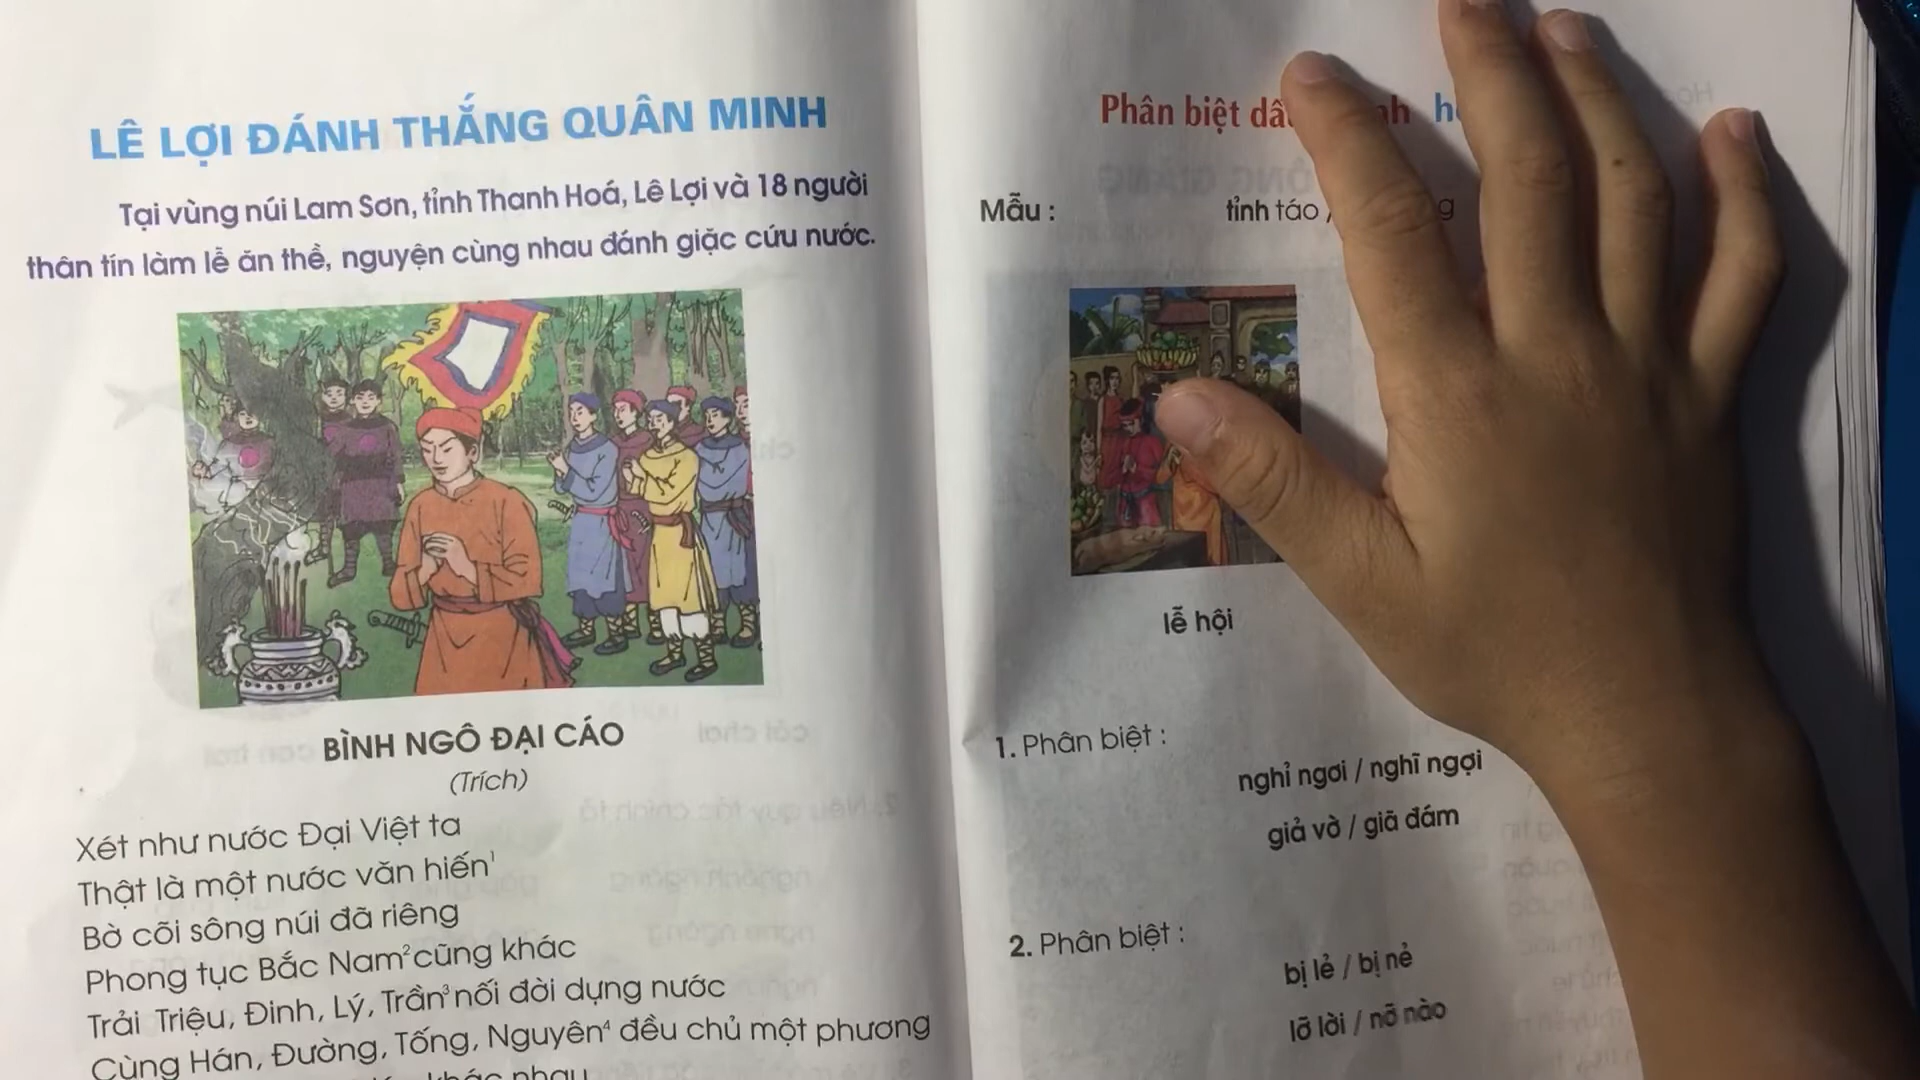 LÊ LỢI ĐÁNH THẮNG QUÂN MINH
Tại vùng núi Lam Sơn, tỉnh Thanh Hoá, Lê Lợi và 18 người
thân tín làm lễ ăn thề, nguyện cùng nhau đánh giặc cứu nước.
BÌNH NGÔ ĐẠI CÁO
(Trích)
Xét như nước Đại Việt ta
Thật là một nước văn hiến¹
Bờ cõi sông núi đã riêng
Phong tục Bắc Nam² cũng khác
Trải Triệu, Đinh, Lý, Trần³ nối đời dựng nước
Cùng Hán, Đường, Tống, Nguyên⁴ đều chủ một phương
khác nhau
Phân biệt
Mẫu :
tỉnh táo /
lễ hội
1. Phân biệt :
nghỉ ngơi / nghĩ ngợi
giả vờ / giã đám
2. Phân biệt :
bị lẻ / bị nẻ
lỡ lời / nỡ nào